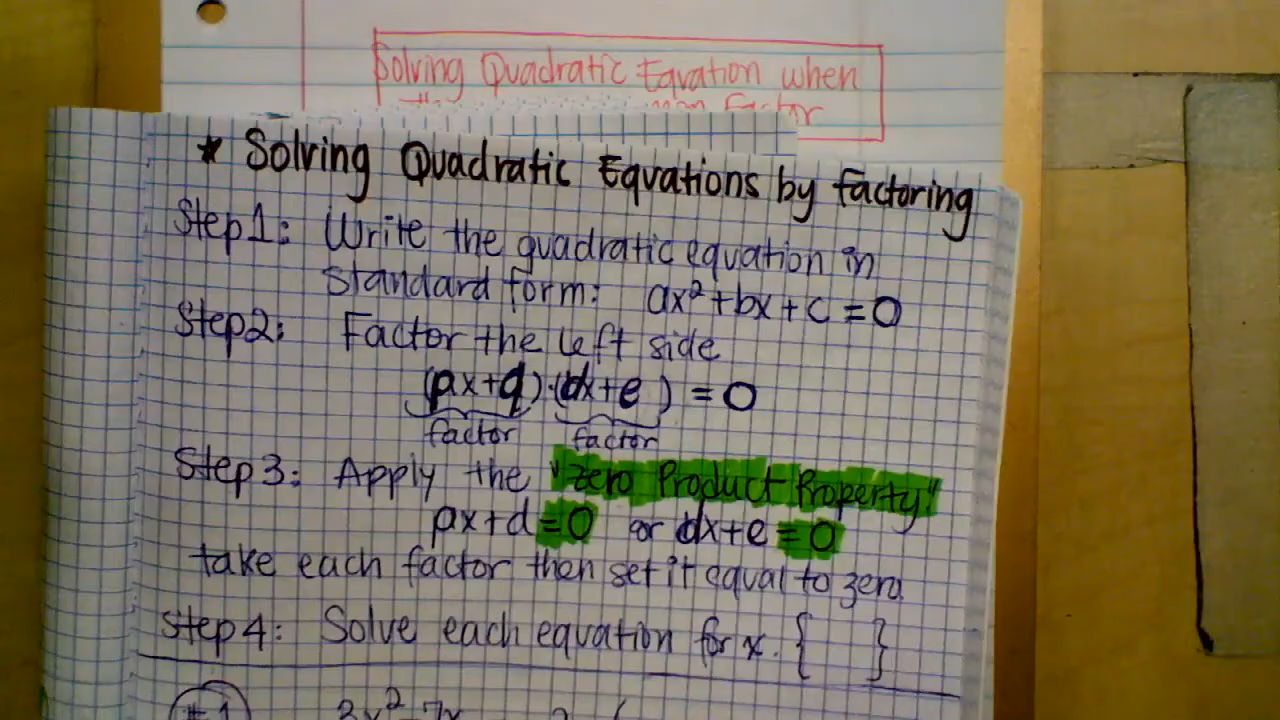 Solving Quadratic Equation when
Factor
* Solving Quadratic Equations by factoring
Step1: Write the quadratic equation in
standard form: ax²+bx+c=0
Step2: Factor the left side
(px+q)·(dx+e) = 0
factor factor
Step3: Apply the "Zero Product Property"
px+d=0 or dx+e=0
take each factor then set it equal to zero.
Step4: Solve each equation for x. { }
#1